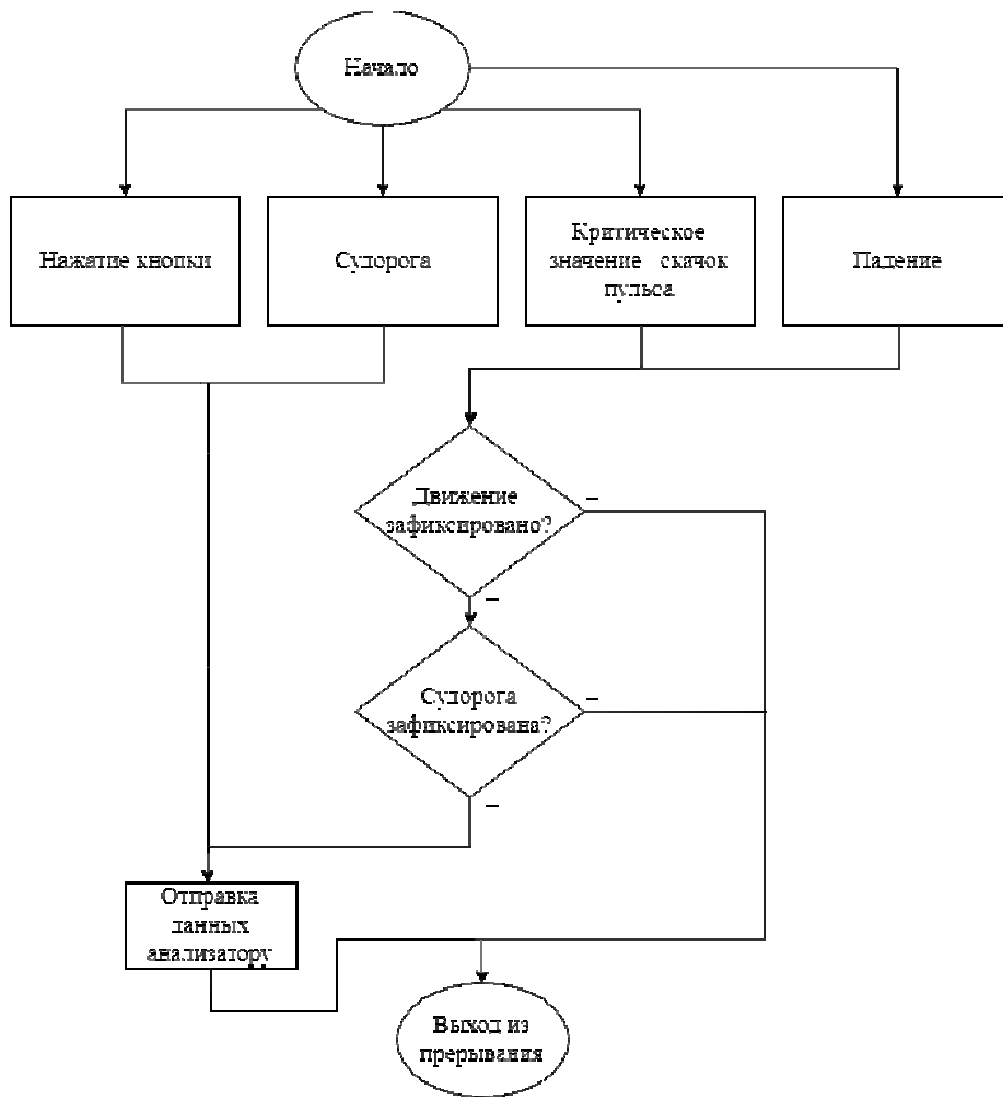 Начало
Нажатие кнопки
Судорога
Критическое
значение скачок
пульса
Падение
Движение
зафиксировано?
–
–
Судорога
зафиксирована?
–
–
Отправка
данных
анализатору
Выход из
прерывания